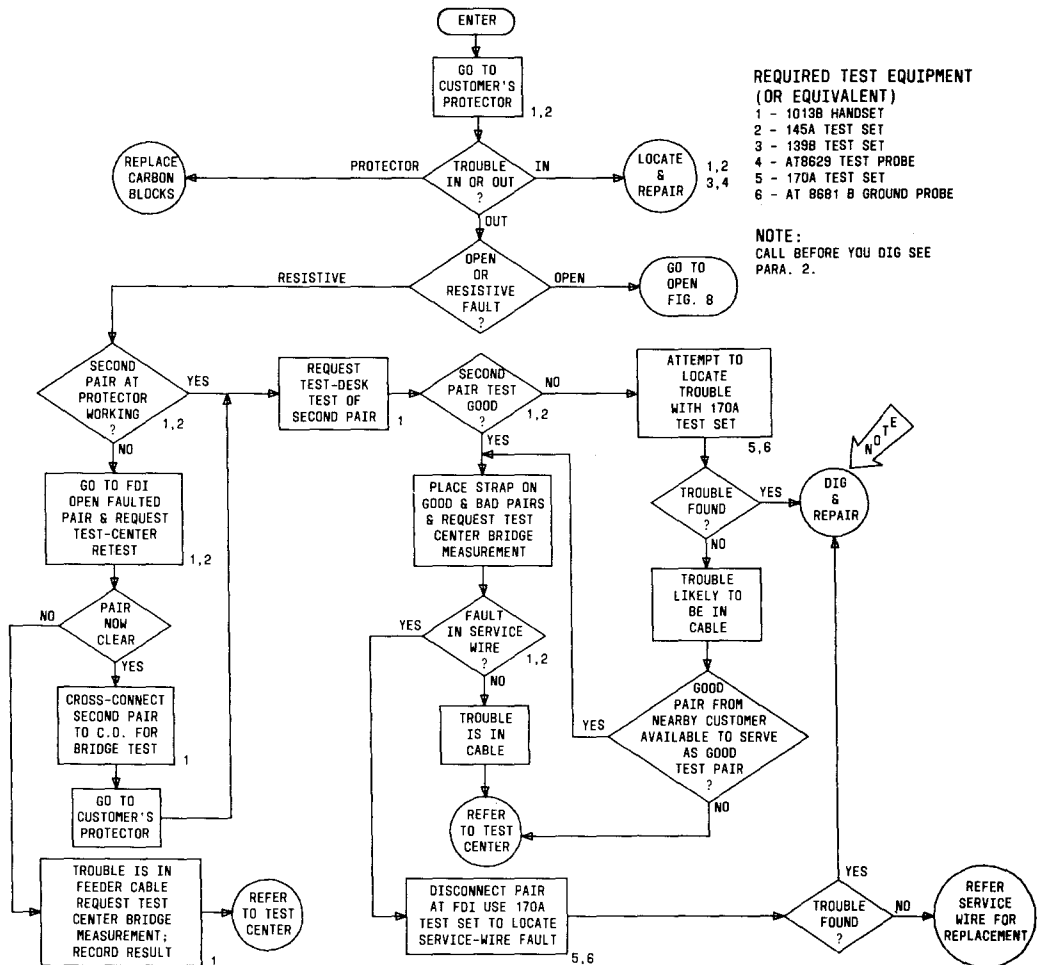 ENTER
GO TO
CUSTOMER'S
PROTECTOR
1,2
REQUIRED TEST EQUIPMENT
(OR EQUIVALENT)
1 - 1013B HANDSET
2 - 145A TEST SET
3 - 139B TEST SET
4 - AT8629 TEST PROBE
5 - 170A TEST SET
6 - AT 8681 B GROUND PROBE
NOTE:
CALL BEFORE YOU DIG SEE
PARA. 2.
REPLACE
CARBON
BLOCKS
PROTECTOR
TROUBLE
IN OR OUT
?
IN
LOCATE
&
REPAIR
1,2
3,4
OUT
OPEN
OR
RESISTIVE
FAULT
?
RESISTIVE
OPEN
GO TO
OPEN
FIG. 8
SECOND
PAIR AT
PROTECTOR
WORKING
?
1,2
YES
NO
REQUEST
TEST-DESK
TEST OF
SECOND PAIR
1
SECOND
PAIR TEST
GOOD
?
1,2
NO
YES
ATTEMPT TO
LOCATE
TROUBLE
WITH 170A
TEST SET
5,6
NOTE
GO TO FDI
OPEN FAULTED
PAIR & REQUEST
TEST-CENTER
RETEST
1,2
PLACE STRAP ON
GOOD & BAD PAIRS
& REQUEST TEST
CENTER BRIDGE
MEASUREMENT
TROUBLE
FOUND
?
YES
NO
DIG
&
REPAIR
PAIR
NOW
CLEAR
NO
YES
FAULT
IN SERVICE
WIRE
?
1,2
YES
NO
TROUBLE
LIKELY TO
BE IN
CABLE
CROSS-CONNECT
SECOND PAIR
TO C.O. FOR
BRIDGE TEST
1
TROUBLE
IS IN
CABLE
GOOD
PAIR FROM
NEARBY CUSTOMER
AVAILABLE TO SERVE
AS GOOD
TEST PAIR
?
YES
NO
GO TO
CUSTOMER'S
PROTECTOR
REFER
TO TEST
CENTER
TROUBLE IS IN
FEEDER CABLE
REQUEST TEST
CENTER BRIDGE
MEASUREMENT;
RECORD RESULT
1
REFER
TO TEST
CENTER
DISCONNECT PAIR
AT FDI USE 170A
TEST SET TO LOCATE
SERVICE-WIRE FAULT
5,6
TROUBLE
FOUND
?
YES
NO
REFER
SERVICE
WIRE FOR
REPLACEMENT